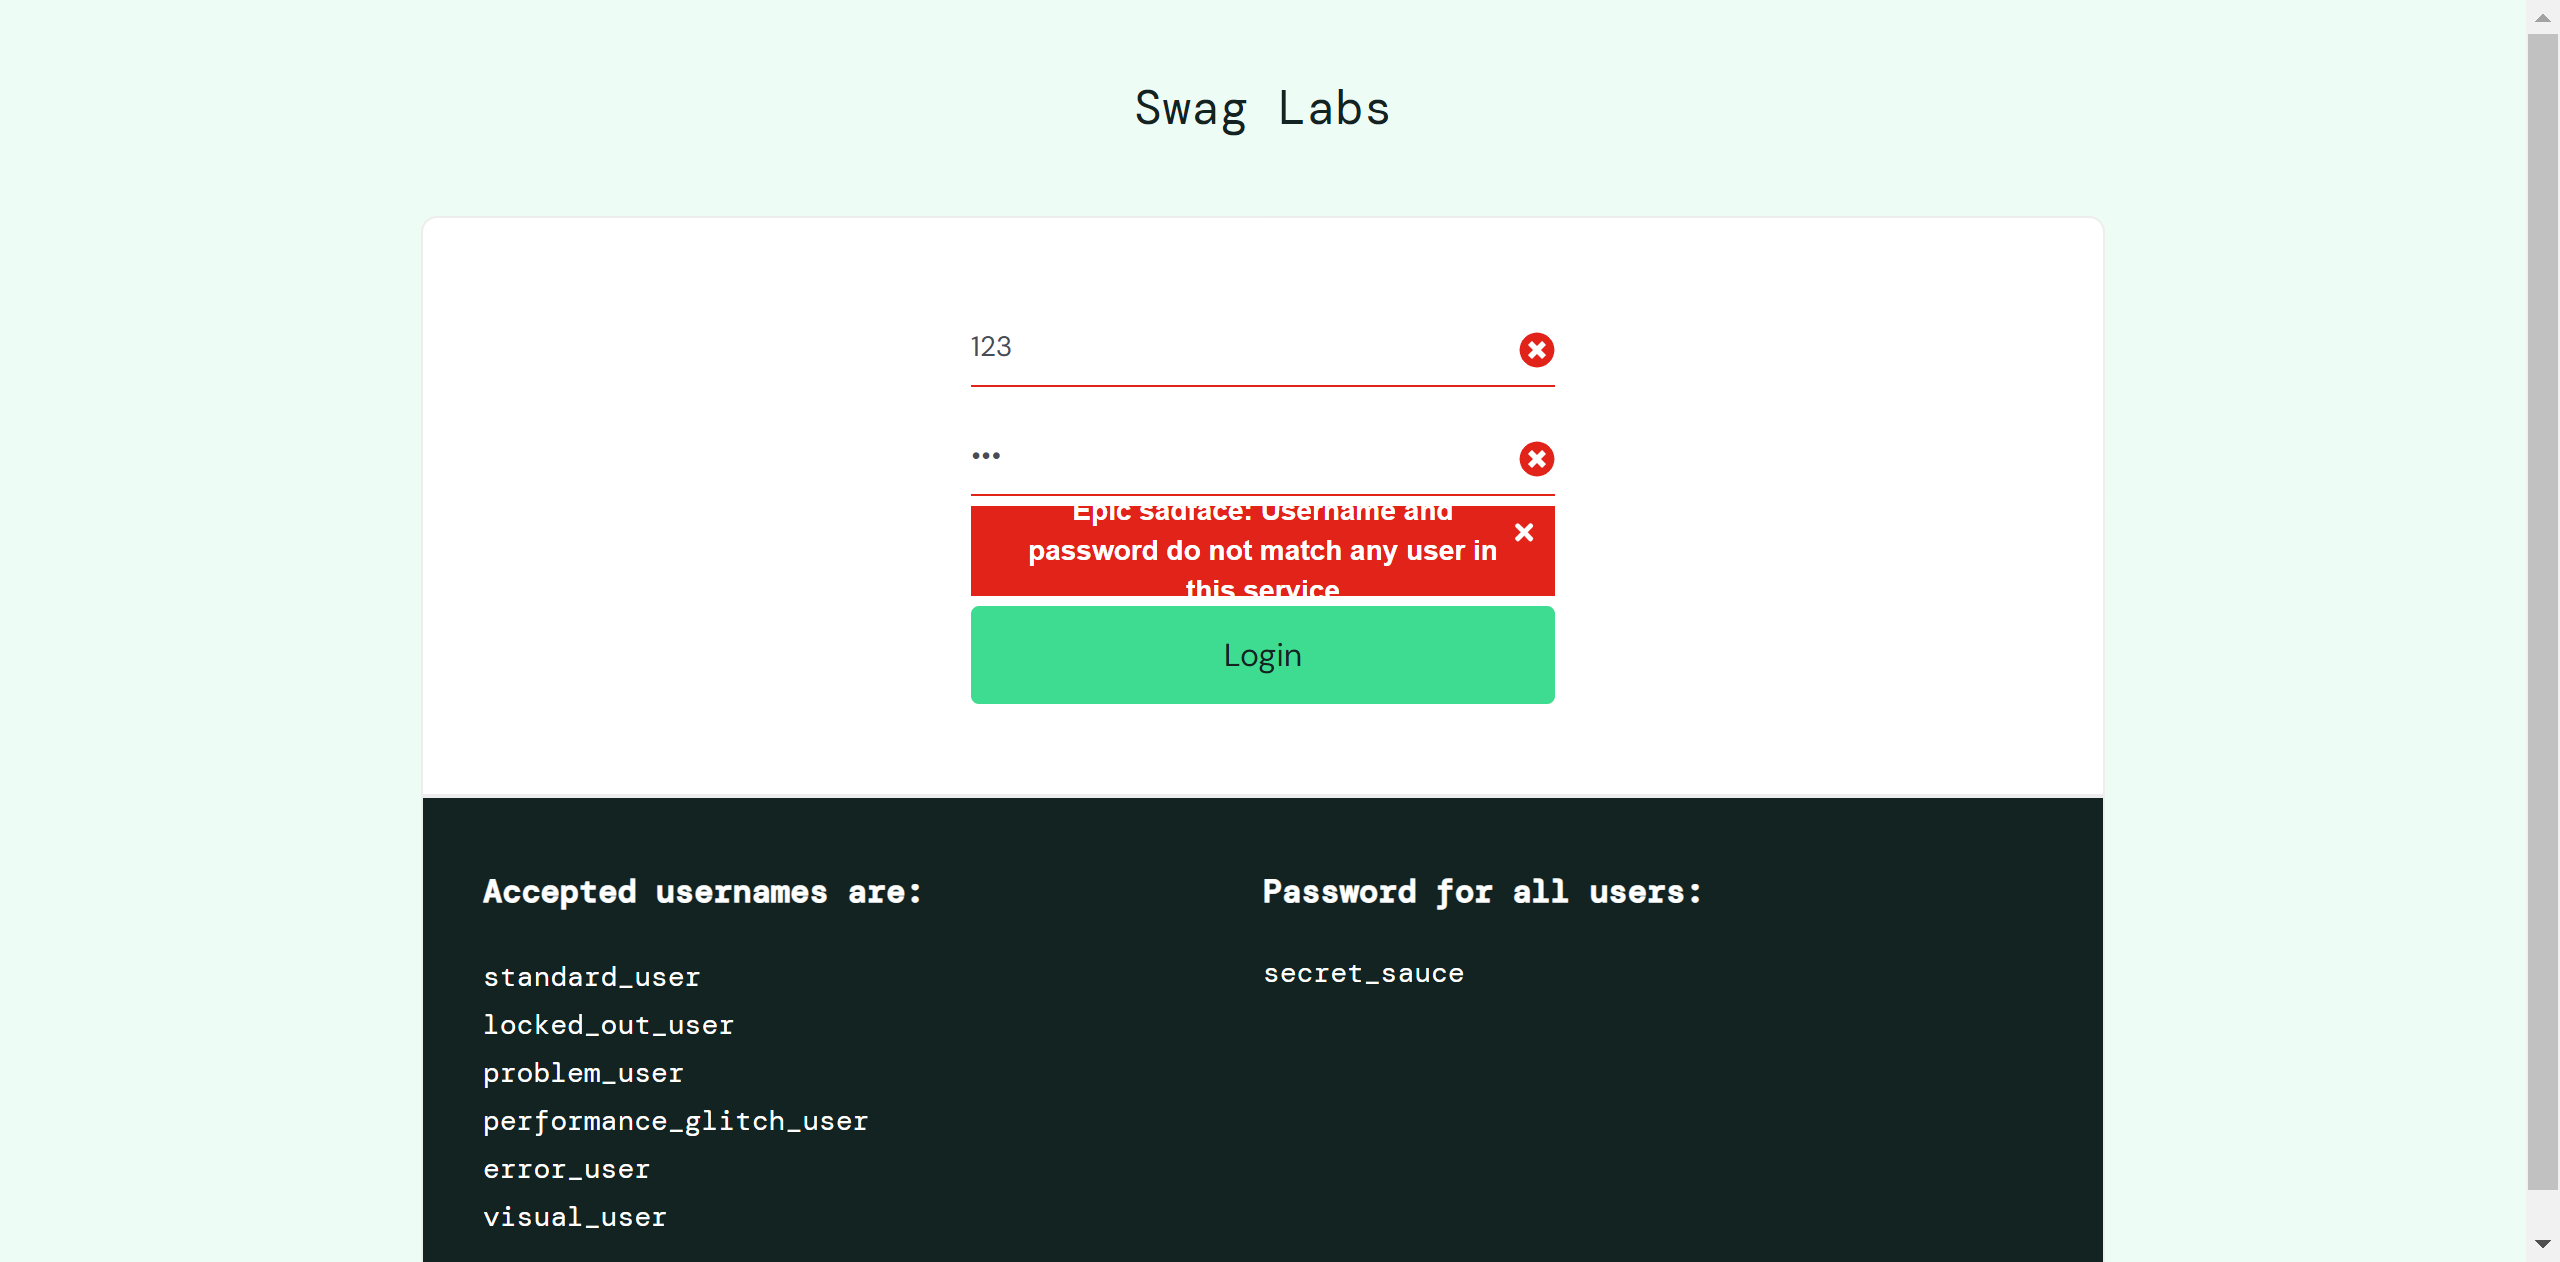 Swag Labs
123
•••
Epic sadface: Username and
password do not match any user in
this service
Login
Accepted usernames are:
standard_user
locked_out_user
problem_user
performance_glitch_user
error_user
visual_user
Password for all users:
secret_sauce